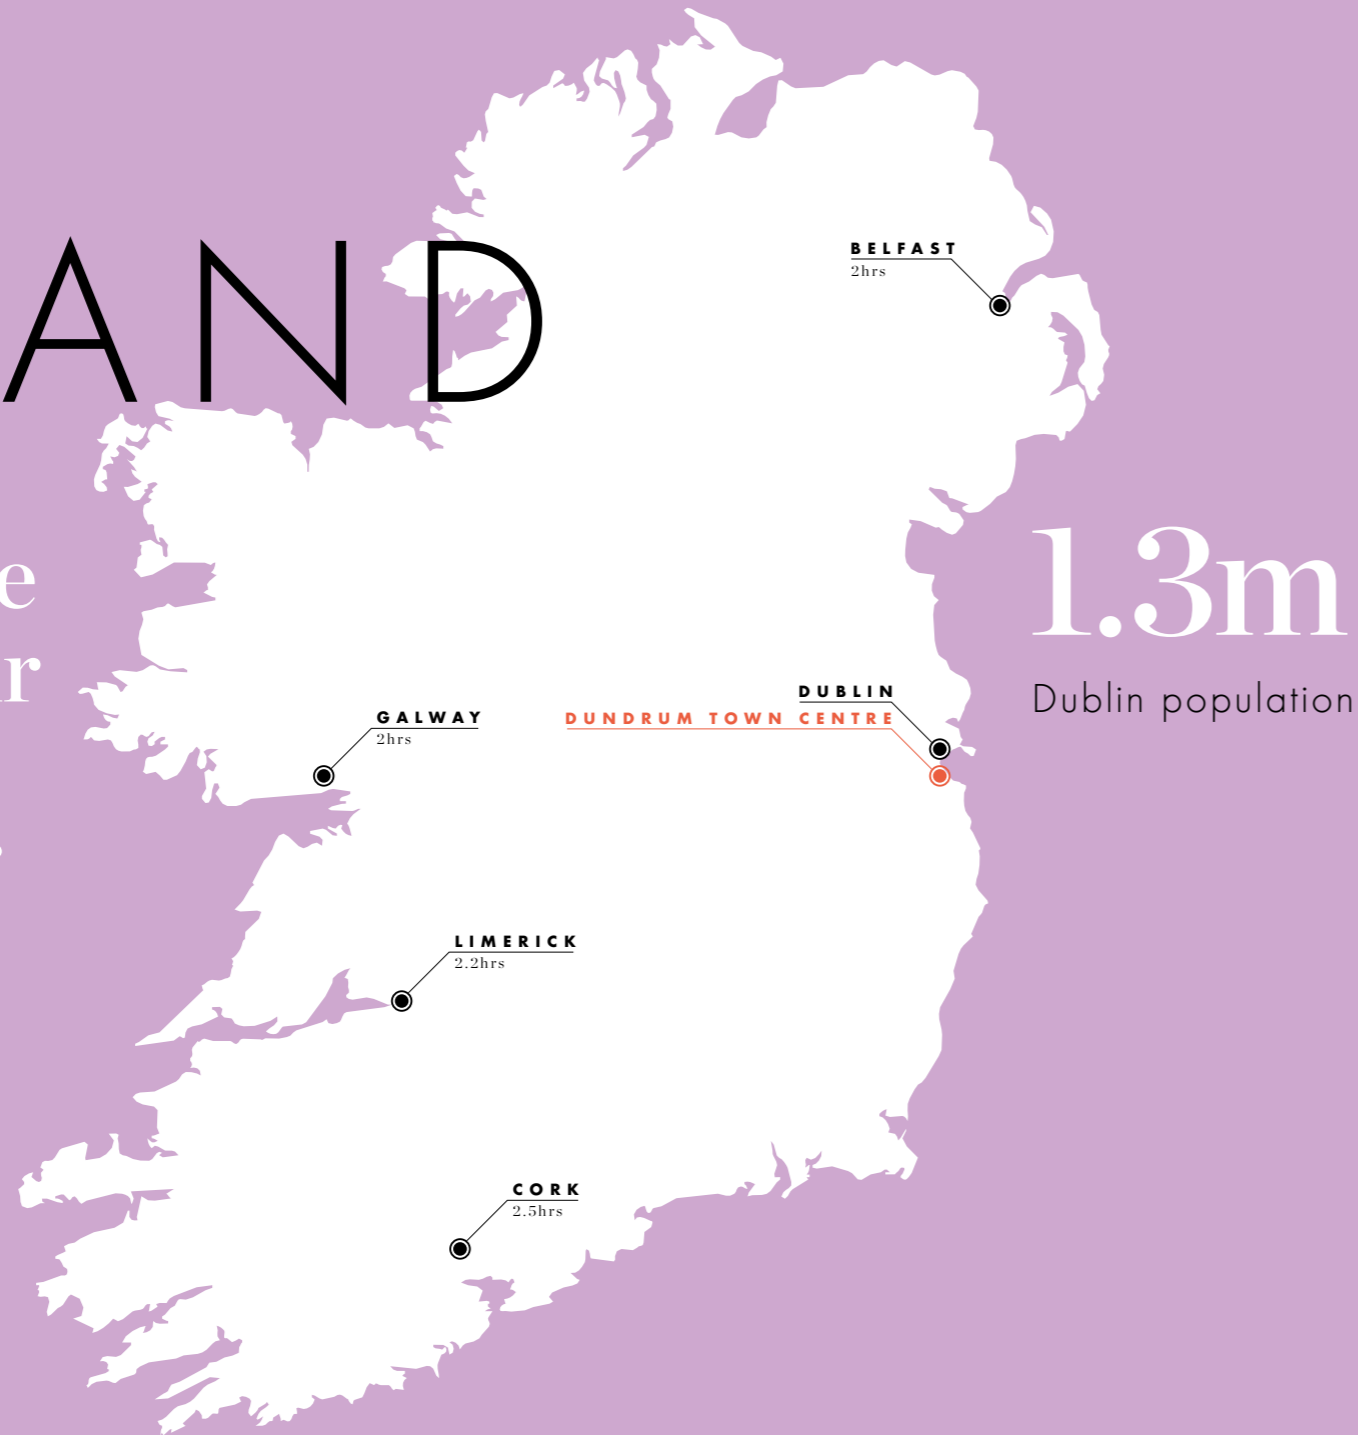 BELFAST
2hrs
AND
e
r
1.3m
Dublin population
DUBLIN
DUNDRUM TOWN CENTRE
GALWAY
2hrs
LIMERICK
2.2hrs
CORK
2.5hrs